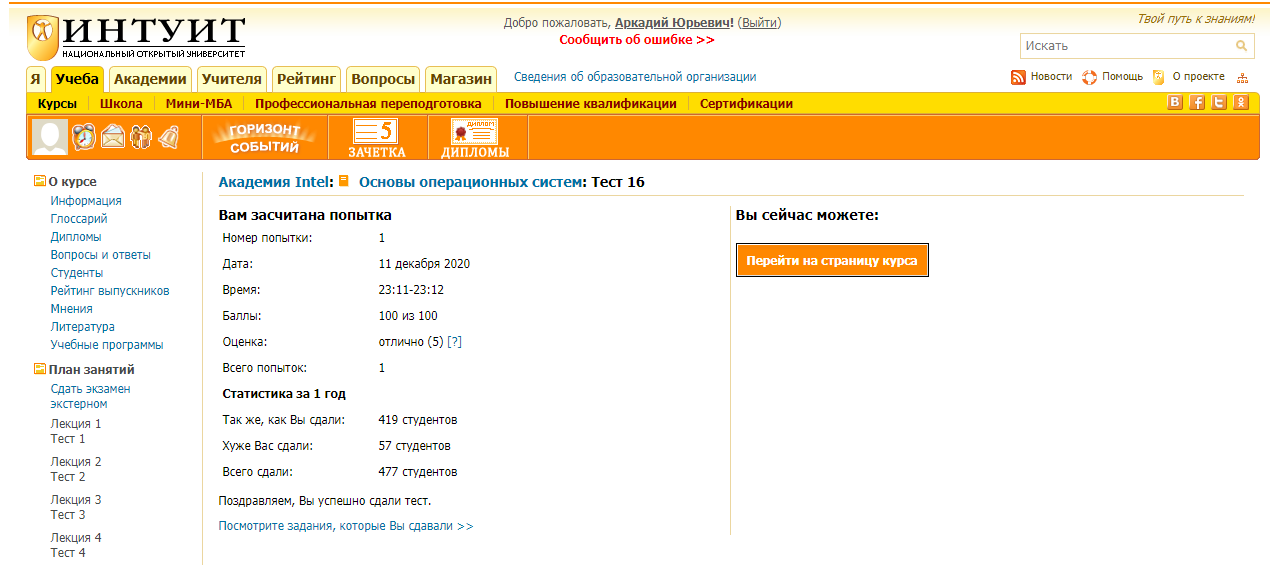 ИНТУИТ
НАЦИОНАЛЬНЫЙ ОТКРЫТЫЙ УНИВЕРСИТЕТ
Добро пожаловать, Аркадий Юрьевич! (Выйти)
Сообщить об ошибке >>
Твой путь к знаниям!
Искать
Я Учеба Академии Учителя Рейтинг Вопросы Магазин Сведения об образовательной организации
Новости Помощь О проекте
Курсы Школа Мини-МБА Профессиональная переподготовка Повышение квалификации Сертификации
ГОРИЗОНТ
СОБЫТИЙ
5
ЗАЧЕТКА
ДИПЛОМ
ДИПЛОМЫ
О курсе
Информация
Глоссарий
Дипломы
Вопросы и ответы
Студенты
Рейтинг выпускников
Мнения
Литература
Учебные программы
План занятий
Сдать экзамен
экстерном
Лекция 1
Тест 1
Лекция 2
Тест 2
Лекция 3
Тест 3
Лекция 4
Тест 4
Академия Intel: Основы операционных систем: Тест 16
Вам засчитана попытка
Номер попытки: 1
Дата: 11 декабря 2020
Время: 23:11-23:12
Баллы: 100 из 100
Оценка: отлично (5) [?]
Всего попыток: 1
Статистика за 1 год
Так же, как Вы сдали: 419 студентов
Хуже Вас сдали: 57 студентов
Всего сдали: 477 студентов
Поздравляем, Вы успешно сдали тест.
Посмотрите задания, которые Вы сдавали >>
Вы сейчас можете:
Перейти на страницу курса